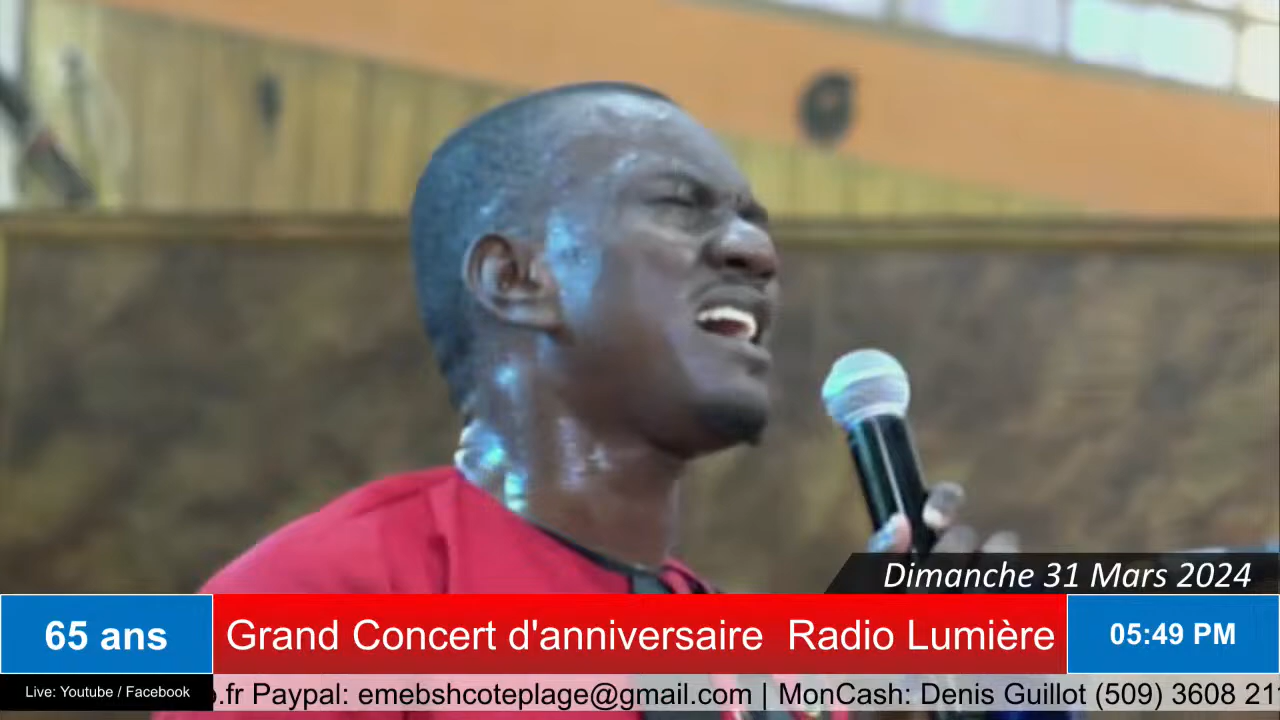 Dimanche 31 Mars 2024
65 ans
Grand Concert d'anniversaire Radio Lumière
05:49 PM
Live: Youtube / Facebook
.fr Paypal: emebshcoteplage@gmail.com | MonCash: Denis Guillot (509) 3608 21